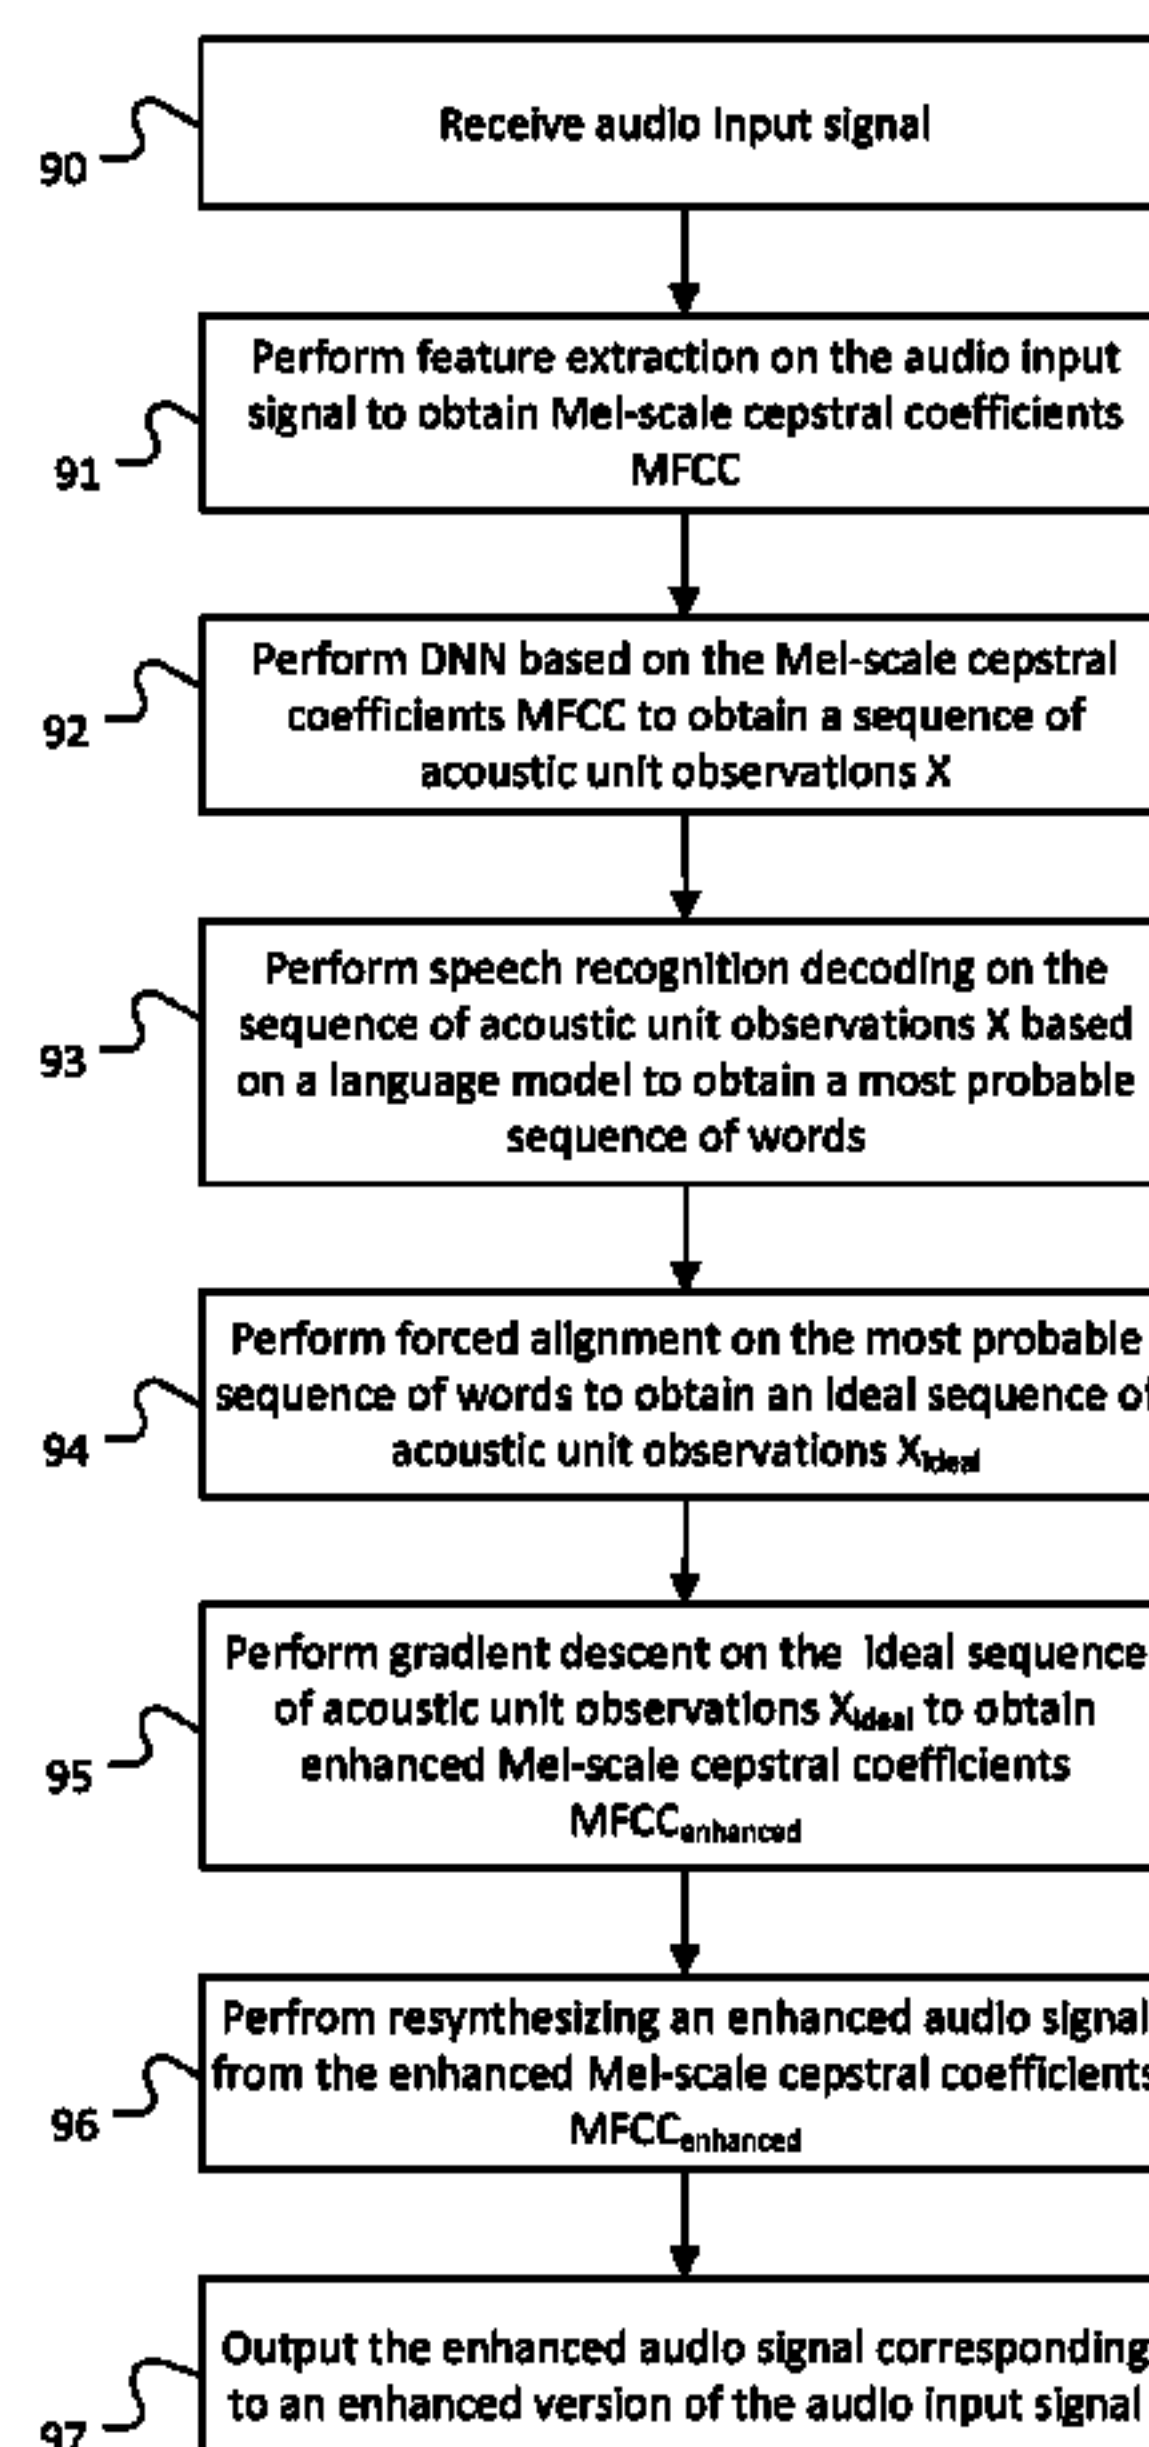 Receive audio input signal
90
Perform feature extraction on the audio input
signal to obtain Mel-scale cepstral coefficients
MFCC
91
Perform DNN based on the Mel-scale cepstral
coefficients MFCC to obtain a sequence of
acoustic unit observations X
92
Perform speech recognition decoding on the
sequence of acoustic unit observations X based
on a language model to obtain a most probable
sequence of words
93
Perform forced alignment on the most probable
sequence of words to obtain an ideal sequence of
acoustic unit observations Xideal
94
Perform gradient descent on the ideal sequence
of acoustic unit observations Xideal to obtain
enhanced Mel-scale cepstral coefficients
MFCCenhanced
95
Perfrom resynthesizing an enhanced audio signal
from the enhanced Mel-scale cepstral coefficients
MFCCenhanced
96
Output the enhanced audio signal corresponding
to an enhanced version of the audio input signal
97